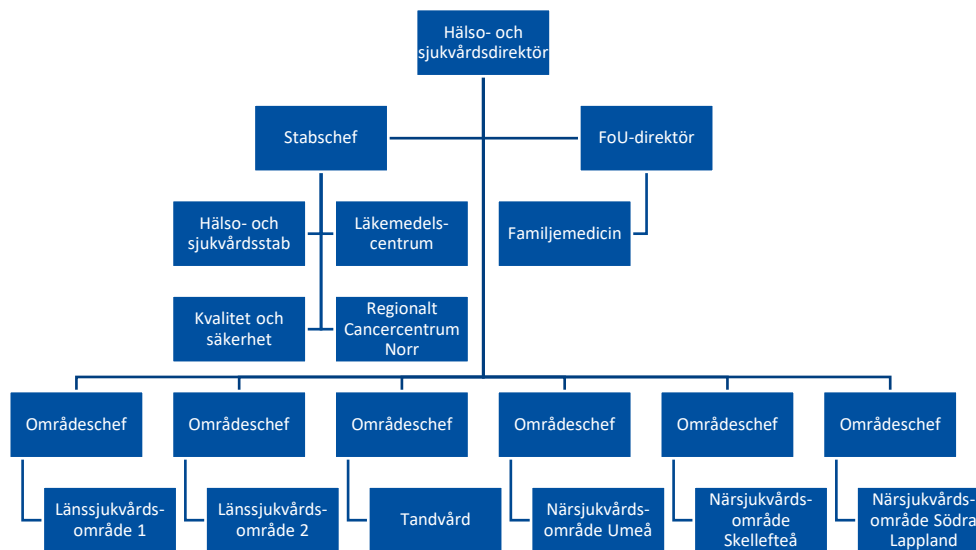 Hälso- och
sjukvårdsdirektör
Stabschef
FoU-direktör
Hälso- och
sjukvårdsstab
Läkemedels-
centrum
Familjemedicin
Kvalitet och
säkerhet
Regionalt
Cancercentrum
Norr
Områdeschef
Områdeschef
Områdeschef
Områdeschef
Områdeschef
Områdeschef
Länssjukvårds-
område 1
Länssjukvårds-
område 2
Tandvård
Närsjukvårds-
område Umeå
Närsjukvårds-
område
Skellefteå
Närsjukvårds-
område Södra
Lappland